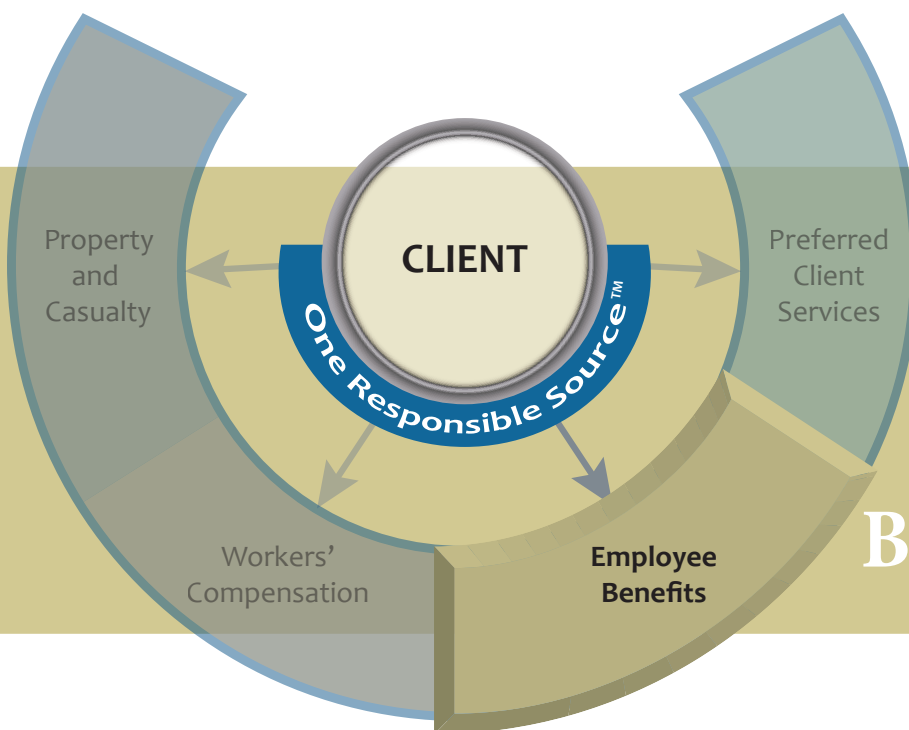 CLIENT
One Responsible Source™
Property
and
Casualty
Preferred
Client
Services
Workers’
Compensation
Employee
Benefits
B